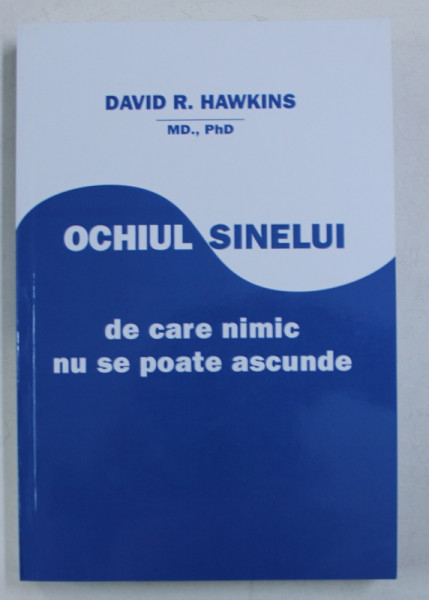 DAVID R. HAWKINS
MD., PhD
OCHIUL SINELUI
de care nimic
nu se poate ascunde